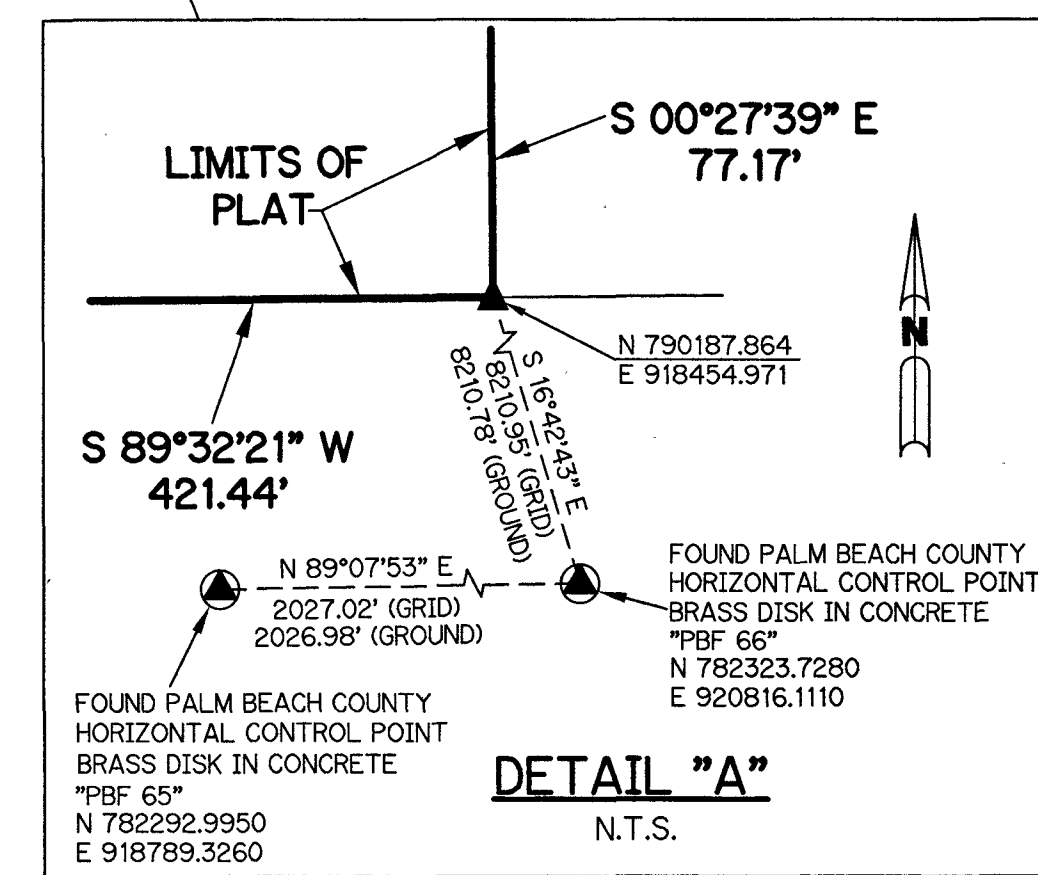 S 00°27'39" E
77.17'
LIMITS OF
PLAT
N
N 790187.864
E 918454.971
S 16°42'43" E
8210.95' (GRID)
8210.78' (GROUND)
S 89°32'21" W
421.44'
N 89°07'53" E
2027.02' (GRID)
2026.98' (GROUND)
FOUND PALM BEACH COUNTY
HORIZONTAL CONTROL POINT
BRASS DISK IN CONCRETE
"PBF 66"
N 782323.7280
E 920816.1110
FOUND PALM BEACH COUNTY
HORIZONTAL CONTROL POINT
BRASS DISK IN CONCRETE
"PBF 65"
N 782292.9950
E 918789.3260
DETAIL "A"
N.T.S.